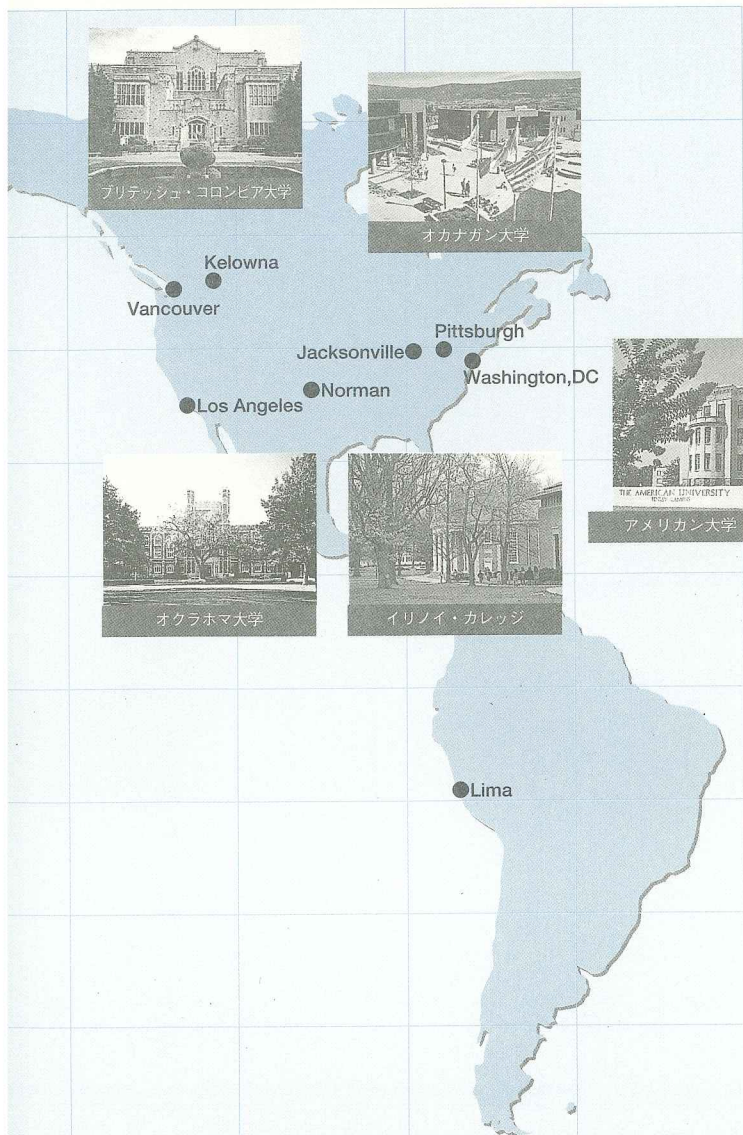 ブリティッシュ・コロンビア大学
オカナガン大学
Kelowna
Vancouver
Pittsburgh
Jacksonville
Washington,DC
Norman
Los Angeles
THE AMERICAN UNIVERSITY
アメリカン大学
オクラホマ大学
イリノイ・カレッジ
Lima